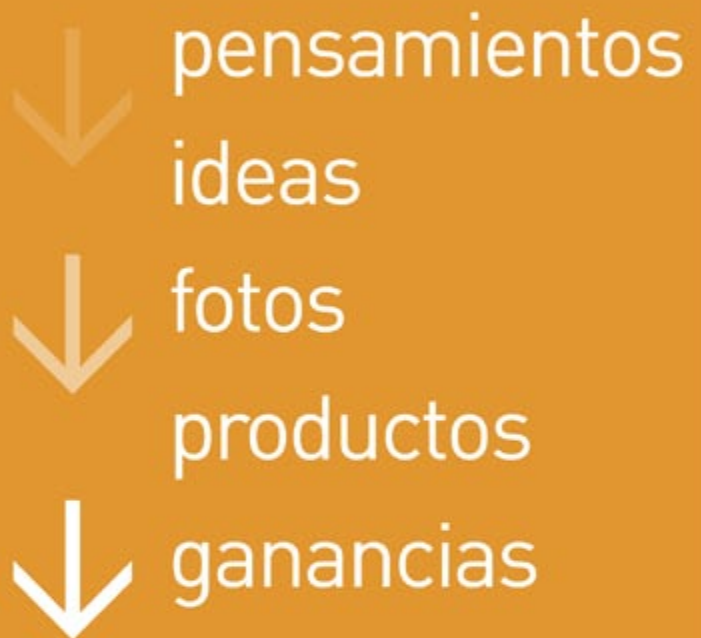 pensamientos
ideas
fotos
productos
ganancias